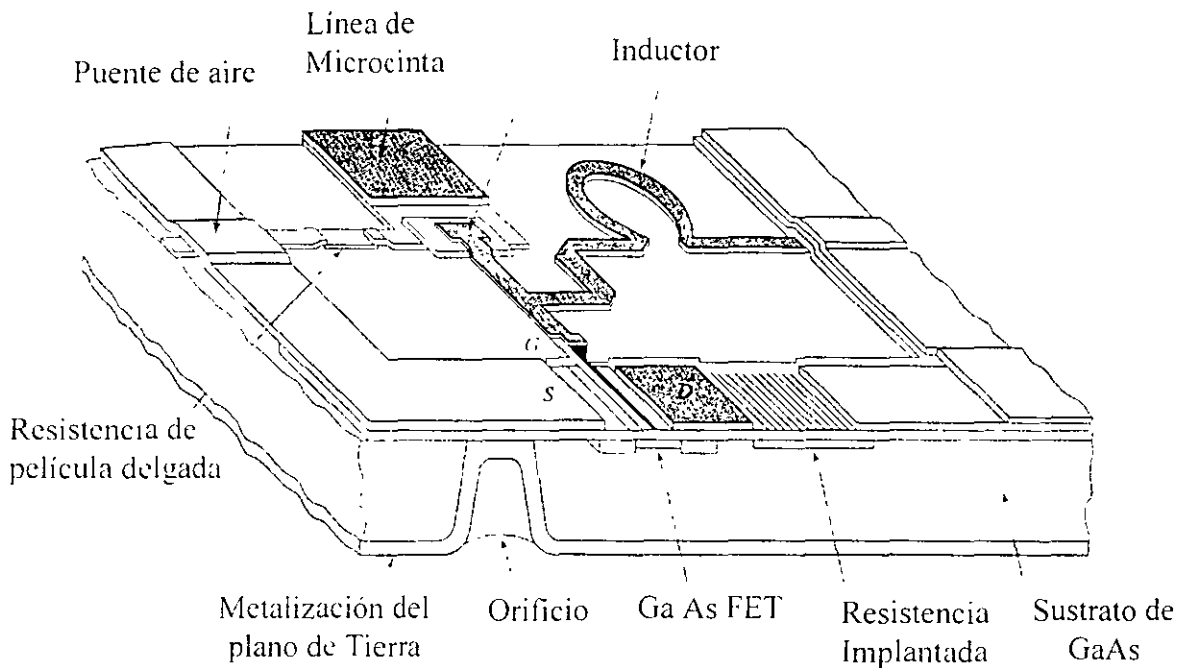 Línea de
Microcinta
Inductor
Puente de aire
G
S
D
Resistencia de
película delgada
Metalización del
plano de Tierra
Orificio
Ga As FET
Resistencia
Implantada
Sustrato de
GaAs